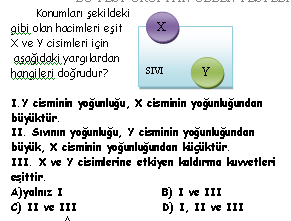 Konumları şekildeki
gibi olan hacimleri eşit
X ve Y cisimleri için
aşağıdaki yargılardan
hangileri doğrudur?
X
SIVI
Y
I.Y cisminin yoğunluğu, X cisminin yoğunluğundan
büyüktür.
II. Sıvının yoğunluğu, Y cisminin yoğunluğundan
büyük, X cisminin yoğunluğundan küçüktür.
III. X ve Y cisimlerine etkiyen kaldırma kuvvetleri
eşittir.
A)yalnız I B) I ve III
C) II ve III D) I, II ve III